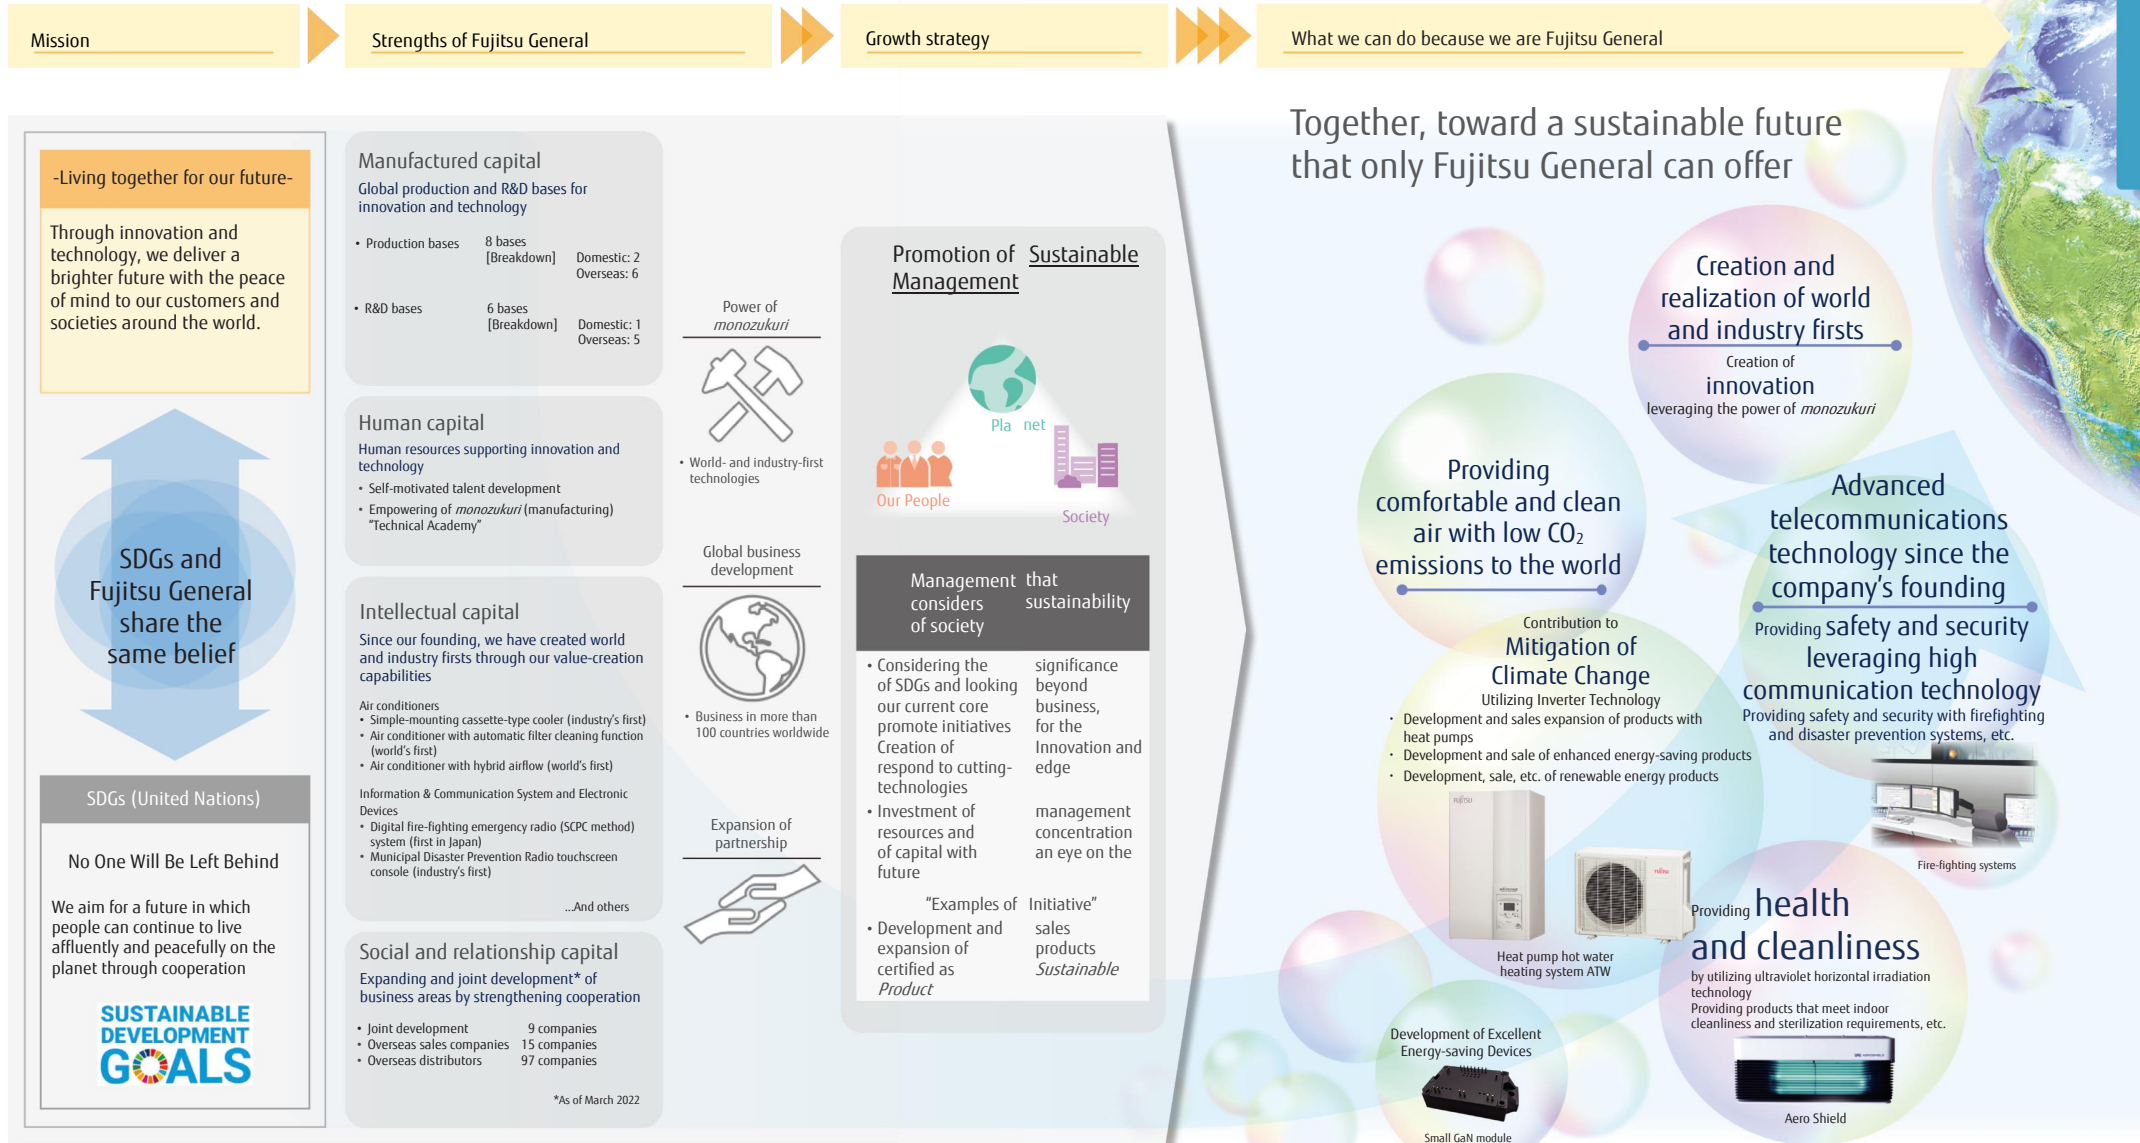 Mission
Strengths of Fujitsu General
Growth strategy
What we can do because we are Fujitsu General
-Living together for our future-
Through innovation and
technology, we deliver a
brighter future with the peace
of mind to our customers and
societies around the world.
SDGs and
Fujitsu General
share the
same belief
SDGs (United Nations)
No One Will Be Left Behind
We aim for a future in which
people can continue to live
affluently and peacefully on the
planet through cooperation
SUSTAINABLE
DEVELOPMENT
GOALS
Manufactured capital
Global production and R&D bases for
innovation and technology
• Production bases 8 bases
[Breakdown] Domestic: 2
Overseas: 6
• R&D bases 6 bases
[Breakdown] Domestic: 1
Overseas: 5
Human capital
Human resources supporting innovation and
technology
• Self-motivated talent development
• Empowering of monozukuri (manufacturing)
"Technical Academy"
Intellectual capital
Since our founding, we have created world
and industry firsts through our value-creation
capabilities
Air conditioners
• Simple-mounting cassette-type cooler (industry's first)
• Air conditioner with automatic filter cleaning function
(world's first)
• Air conditioner with hybrid airflow (world's first)
Information & Communication System and Electronic
Devices
• Digital fire-fighting emergency radio (SCPC method)
system (first in Japan)
• Municipal Disaster Prevention Radio touchscreen
console (industry's first)
...And others
Social and relationship capital
Expanding and joint development* of
business areas by strengthening cooperation
• Joint development 9 companies
• Overseas sales companies 15 companies
• Overseas distributors 97 companies
*As of March 2022
Power of
monozukuri
• World- and industry-first
technologies
Global business
development
• Business in more than
100 countries worldwide
Expansion of
partnership
Promotion of Sustainable
Management
Pla net
Our People
Society
Management that
considers sustainability
of society
• Considering the significance
of SDGs and looking beyond
our current core business,
promote initiatives for the
Creation of Innovation and
respond to cutting- edge
technologies
• Investment of management
resources and concentration
of capital with an eye on the
future
"Examples of Initiative"
• Development and sales
expansion of products
certified as Sustainable
Product
Together, toward a sustainable future
that only Fujitsu General can offer
Creation and
realization of world
and industry firsts
Creation of
innovation
leveraging the power of monozukuri
Providing
comfortable and clean
air with low CO2
emissions to the world
Contribution to
Mitigation of
Climate Change
Utilizing Inverter Technology
• Development and sales expansion of products with
heat pumps
• Development and sale of enhanced energy-saving products
• Development, sale, etc. of renewable energy products
FUJITSU
FUJITSU
Heat pump hot water
heating system ATW
Advanced
telecommunications
technology since the
company's founding
Providing safety and security
leveraging high
communication technology
Providing safety and security with firefighting
and disaster prevention systems, etc.
Fire-fighting systems
Providing health
and cleanliness
by utilizing ultraviolet horizontal irradiation
technology
Providing products that meet indoor
cleanliness and sterilization requirements, etc.
Aero Shield
Development of Excellent
Energy-saving Devices
Small GaN module